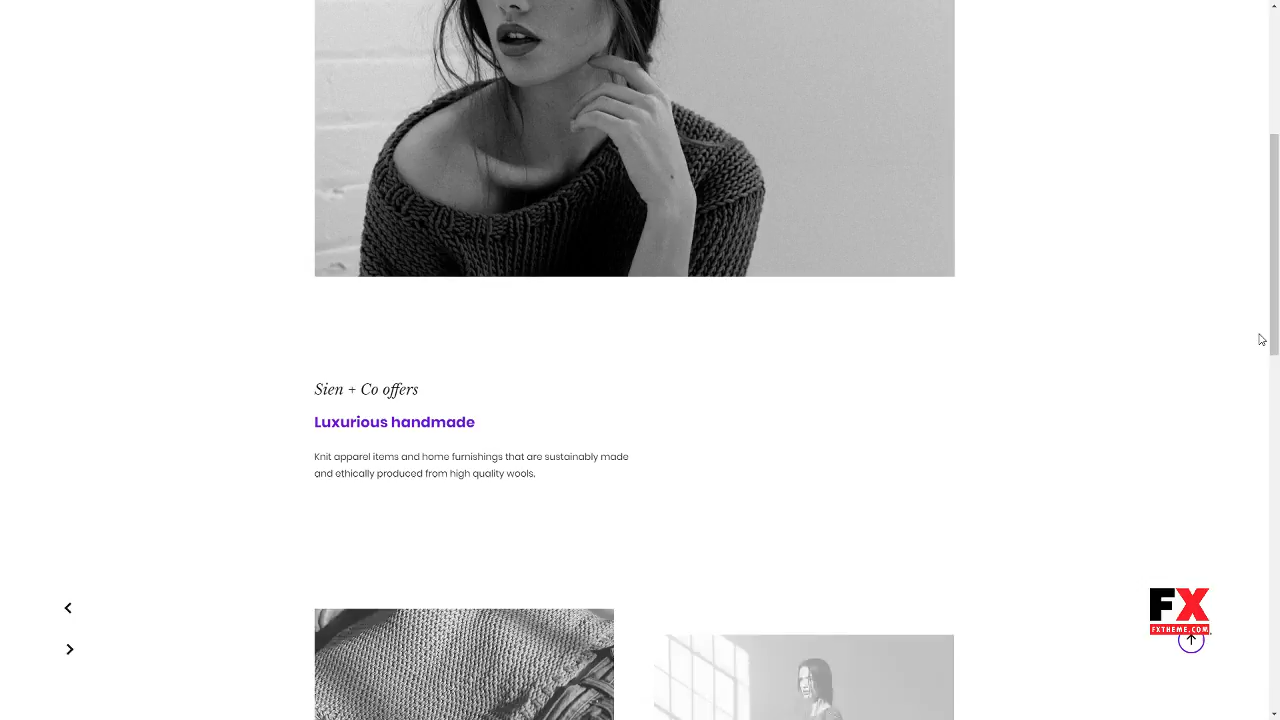 Sien + Co offers
Luxurious handmade
Knit apparel items and home furnishings that are sustainably made
and ethically produced from high quality wools.
FX
FXTHEME.COM